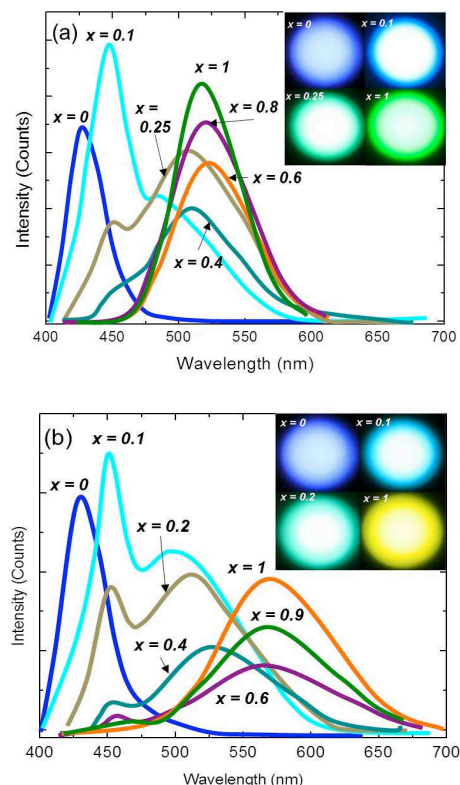 (a)
x = 0.1
x = 0
x = 0.1
x = 1
x = 0
x = 0.8
x = 0.25
x = 1
x = 0.25
x = 0.6
x = 0.4
Intensity (Counts)
400 450 500 550 600 650 700
Wavelength (nm)
(b)
x = 0.1
x = 0
x = 0.1
x = 0
x = 0.2
x = 0.2
x = 1
x = 1
x = 0.9
x = 0.4
x = 0.6
Intensity (Counts)
400 450 500 550 600 650 700
Wavelength (nm)